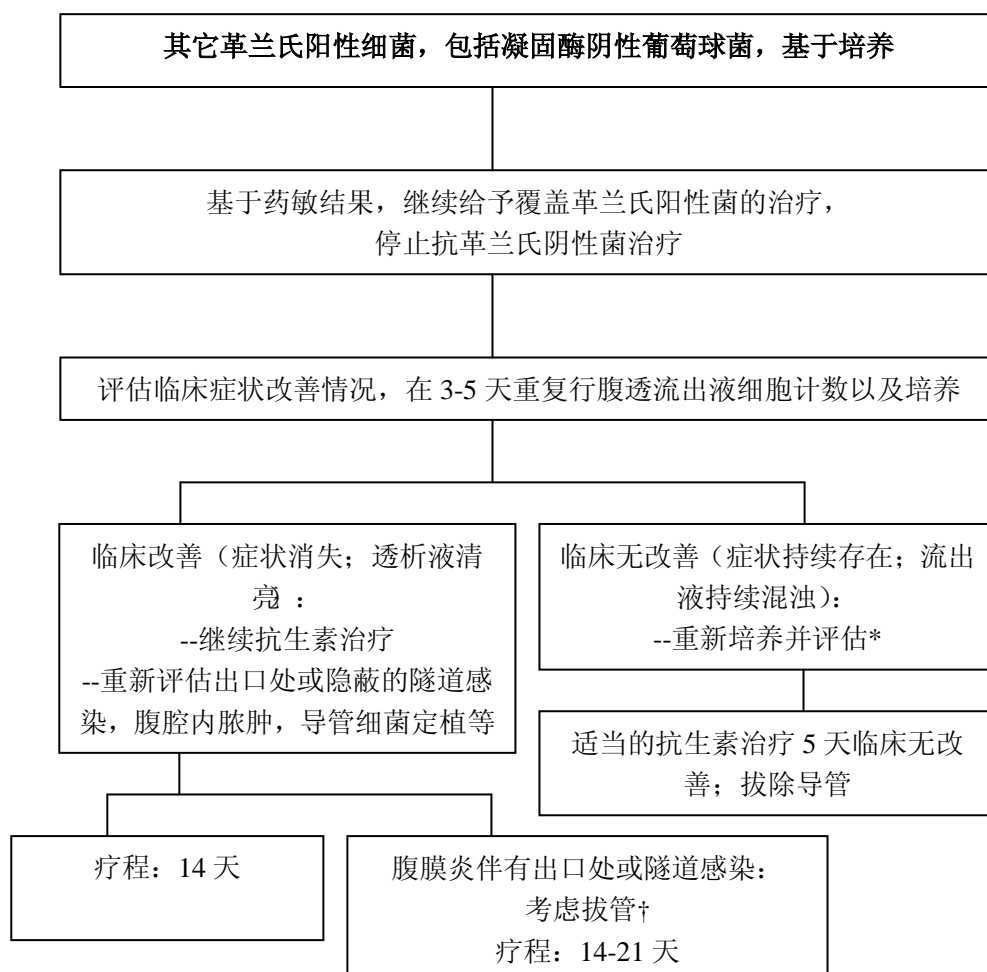 其它革兰氏阳性细菌，包括凝固酶阴性葡萄球菌，基于培养
基于药敏结果，继续给予覆盖革兰氏阳性菌的治疗，
停止抗革兰氏阴性菌治疗
评估临床症状改善情况，在 3-5 天重复行腹透流出液细胞计数以及培养
临床改善（症状消失；透析液清
亮）：
--继续抗生素治疗
--重新评估出口处或隐蔽的隧道感
染，腹腔内脓肿，导管细菌定植等
临床无改善（症状持续存在；流出
液持续混浊）：
--重新培养并评估*
适当的抗生素治疗 5 天临床无改
善；拔除导管
疗程：14 天
腹膜炎伴有出口处或隧道感染：
考虑拔管†
疗程：14-21 天